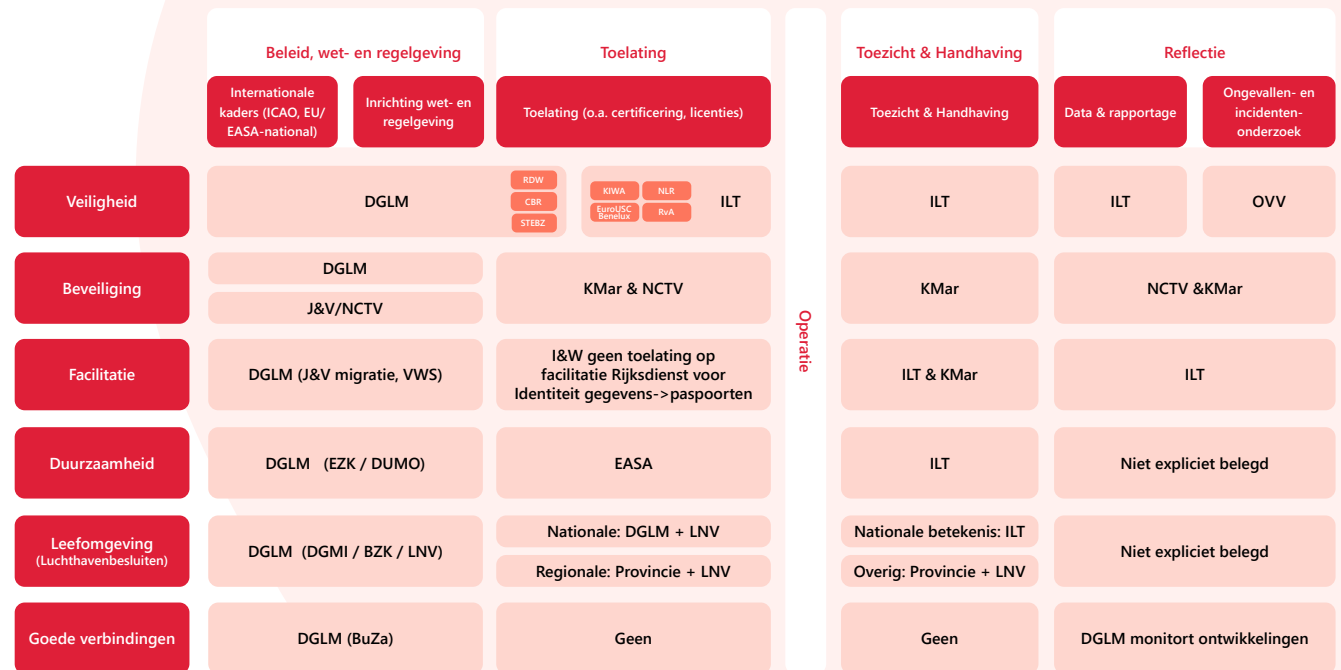 Beleid, wet- en regelgeving
Toelating
Toezicht & Handhaving
Reflectie
Internationale
kaders (ICAO, EU/
EASA-national)
Inrichting wet- en
regelgeving
Toelating (o.a. certificering, licenties)
Toezicht & Handhaving
Data & rapportage
Ongevallen- en
incidenten-
onderzoek
Operatie
Veiligheid
DGLM
RDW
CBR
STEBZ
KIWA
NLR
EuroUSC
Benelux
RvA
ILT
ILT
ILT
OVV
Beveiliging
DGLM
J&V/NCTV
KMar & NCTV
KMar
NCTV &KMar
Facilitatie
DGLM (J&V migratie, VWS)
I&W geen toelating op
facilitatie Rijksdienst voor
Identiteit gegevens->paspoorten
ILT & KMar
ILT
Duurzaamheid
DGLM (EZK / DUMO)
EASA
ILT
Niet expliciet belegd
Leefomgeving
(Luchthavenbesluiten)
DGLM (DGMI / BZK / LNV)
Nationale: DGLM + LNV
Regionale: Provincie + LNV
Nationale betekenis: ILT
Overig: Provincie + LNV
Niet expliciet belegd
Goede verbindingen
DGLM (BuZa)
Geen
Geen
DGLM monitort ontwikkelingen